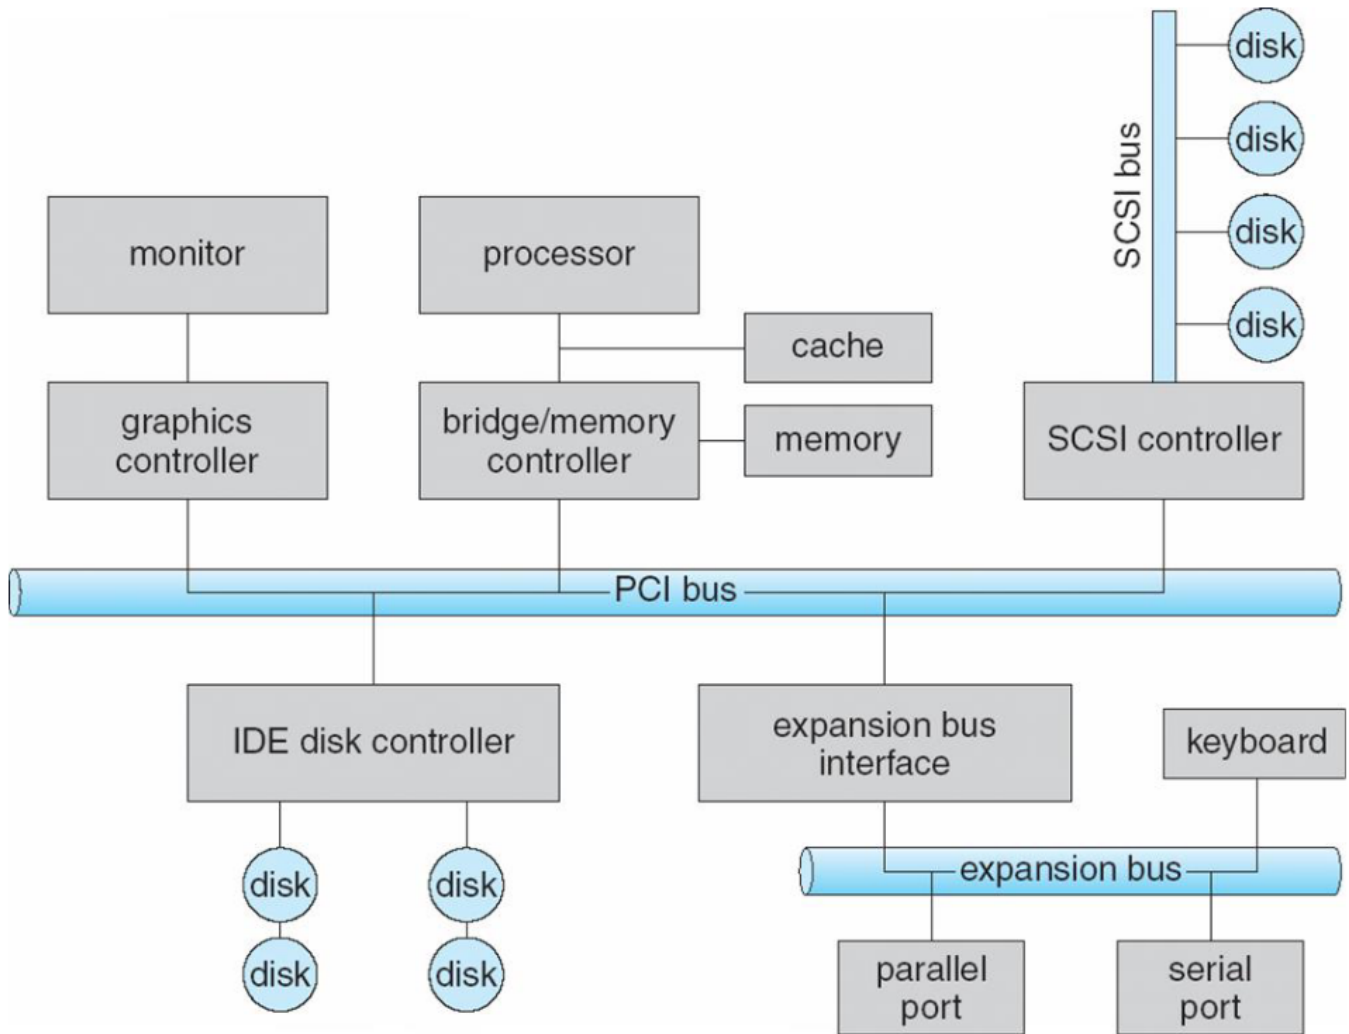 disk
disk
disk
disk
SCSI bus
monitor
processor
cache
graphics
controller
bridge/memory
controller
memory
SCSI controller
PCI bus
IDE disk controller
expansion bus
interface
keyboard
disk
disk
disk
disk
expansion bus
parallel
port
serial
port